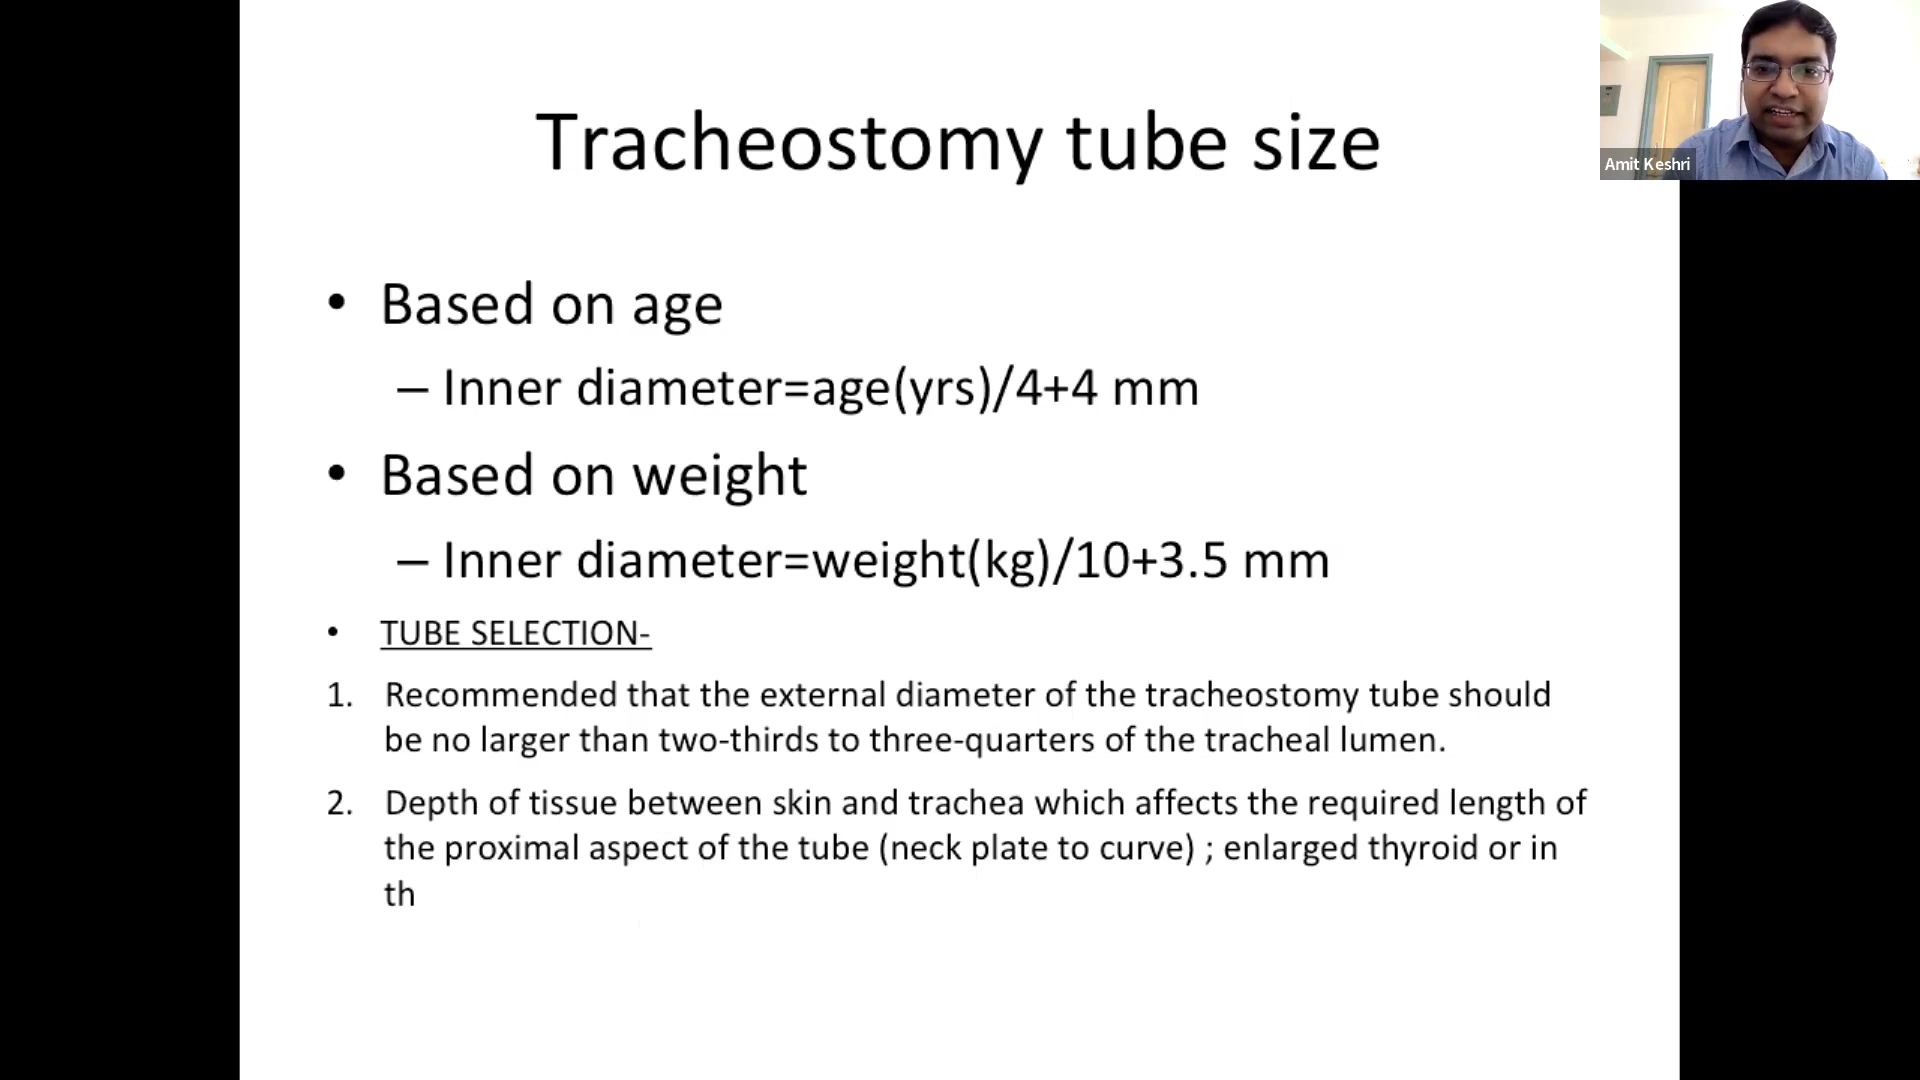 Tracheostomy tube size
Amit Keshri
• Based on age
– Inner diameter=age(yrs)/4+4 mm
• Based on weight
– Inner diameter=weight(kg)/10+3.5 mm
• TUBE SELECTION-
1. Recommended that the external diameter of the tracheostomy tube should
be no larger than two-thirds to three-quarters of the tracheal lumen.
2. Depth of tissue between skin and trachea which affects the required length of
the proximal aspect of the tube (neck plate to curve) ; enlarged thyroid or in
th